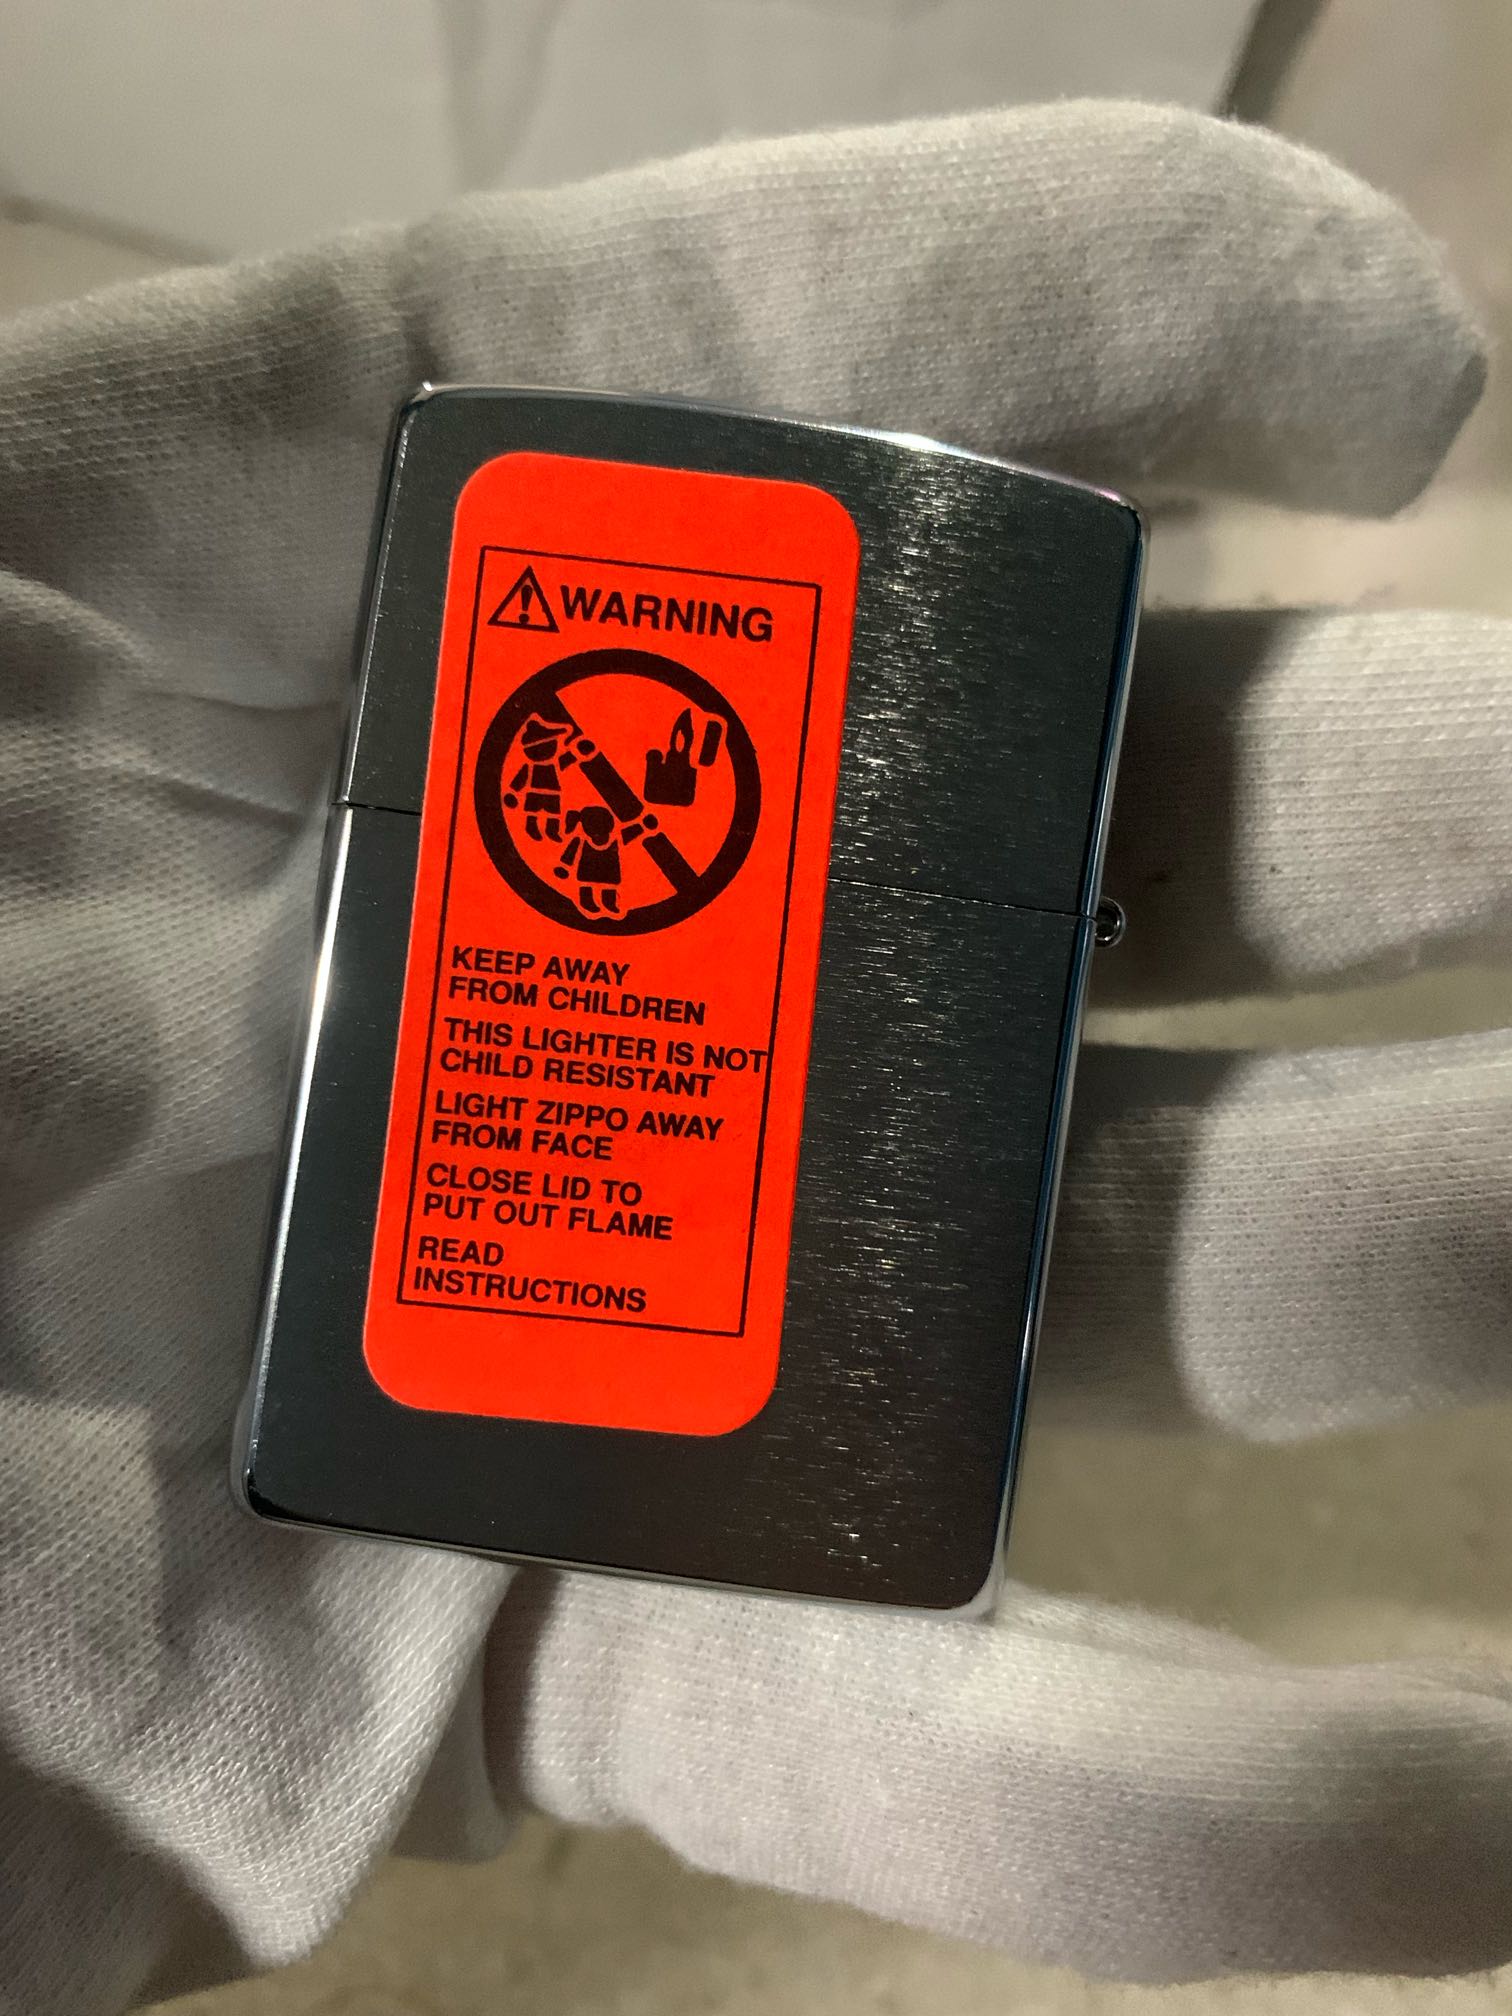 WARNING
KEEP AWAY
FROM CHILDREN
THIS LIGHTER IS NOT
CHILD RESISTANT
LIGHT ZIPPO AWAY
FROM FACE
CLOSE LID TO
PUT OUT FLAME
READ
INSTRUCTIONS